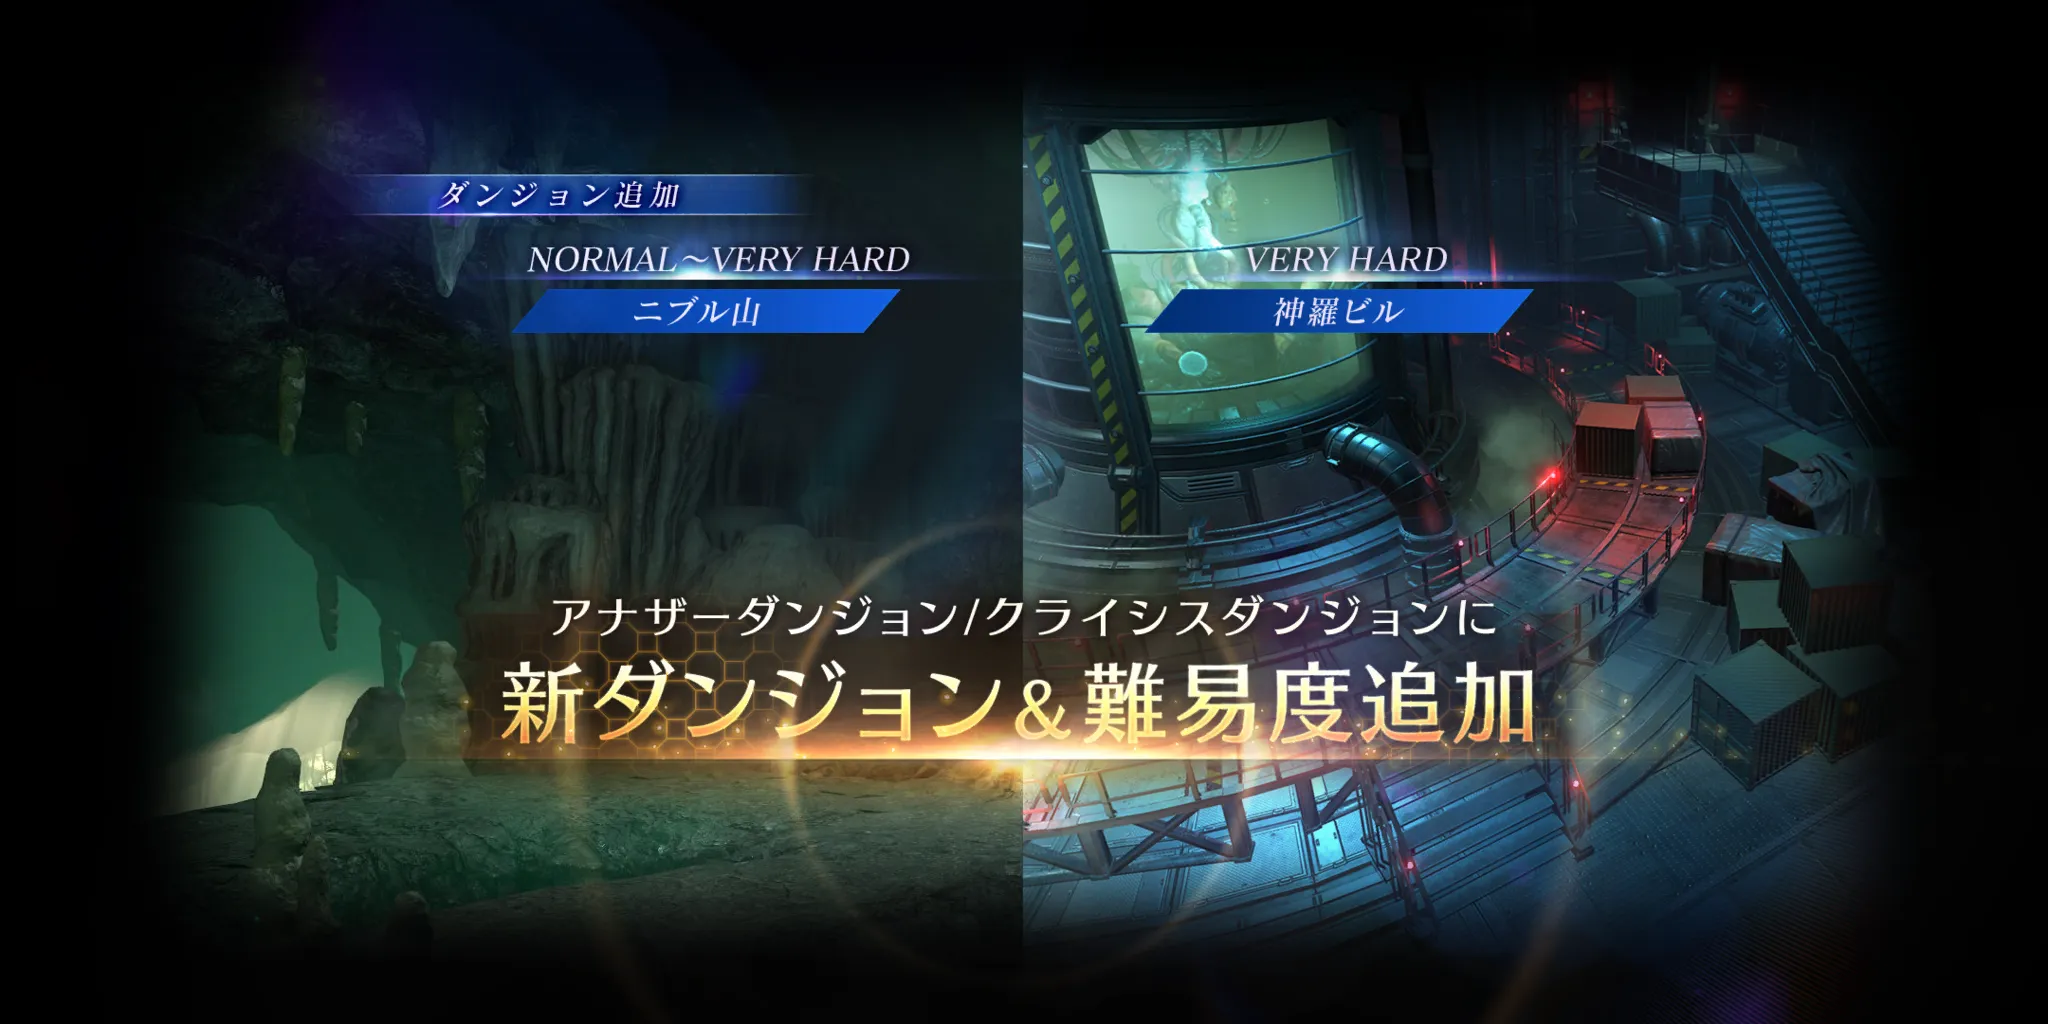 ダンジョン追加
NORMAL～VERY HARD
ニブル山
VERY HARD
神羅ビル
アナザーダンジョン/クライシスダンジョンに
新ダンジョン&難易度追加